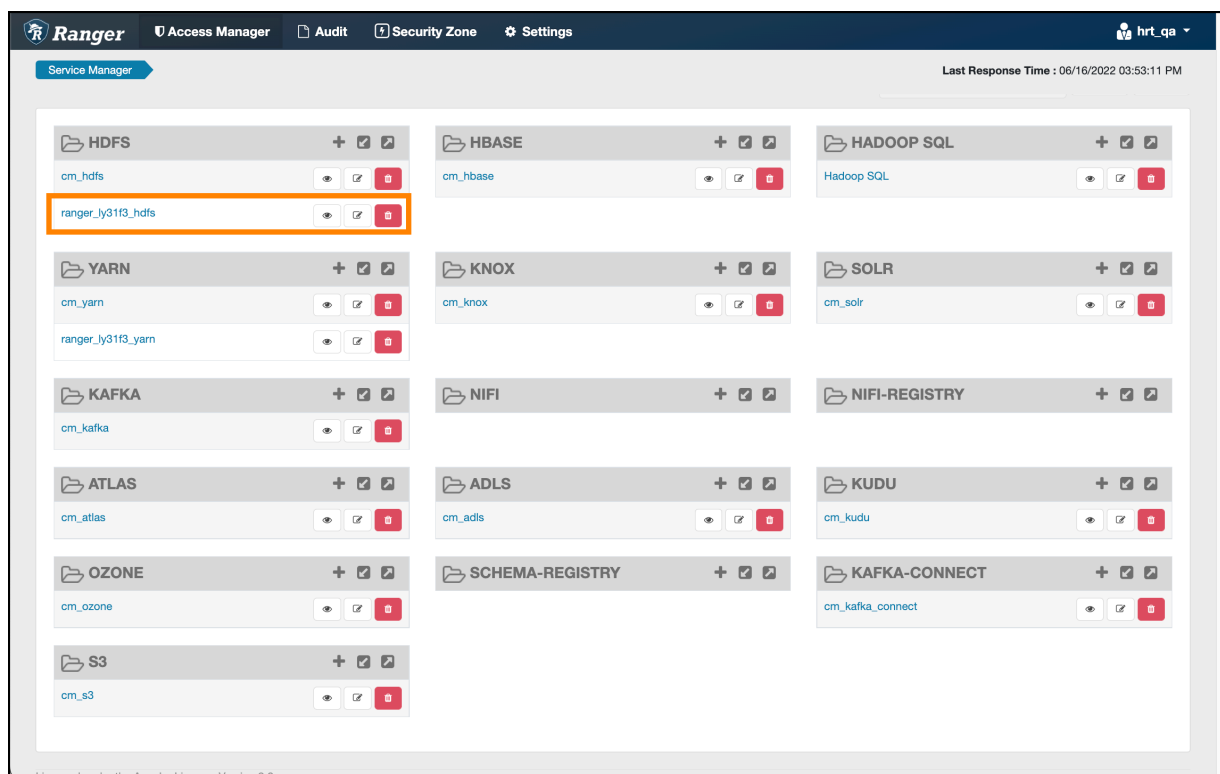 Ranger Access Manager Audit Security Zone Settings hrt_qa
Service Manager Last Response Time : 06/16/2022 03:53:11 PM
HDFS HBASE HADOOP SQL
cm_hdfs cm_hbase Hadoop SQL
ranger_ly31f3_hdfs
YARN KNOX SOLR
cm_yarn cm_knox cm_solr
ranger_ly31f3_yarn
KAFKA NIFI NIFI-REGISTRY
cm_kafka
ATLAS ADLS KUDU
cm_atlas cm_adls cm_kudu
OZONE SCHEMA-REGISTRY KAFKA-CONNECT
cm_ozone cm_kafka_connect
S3
cm_s3